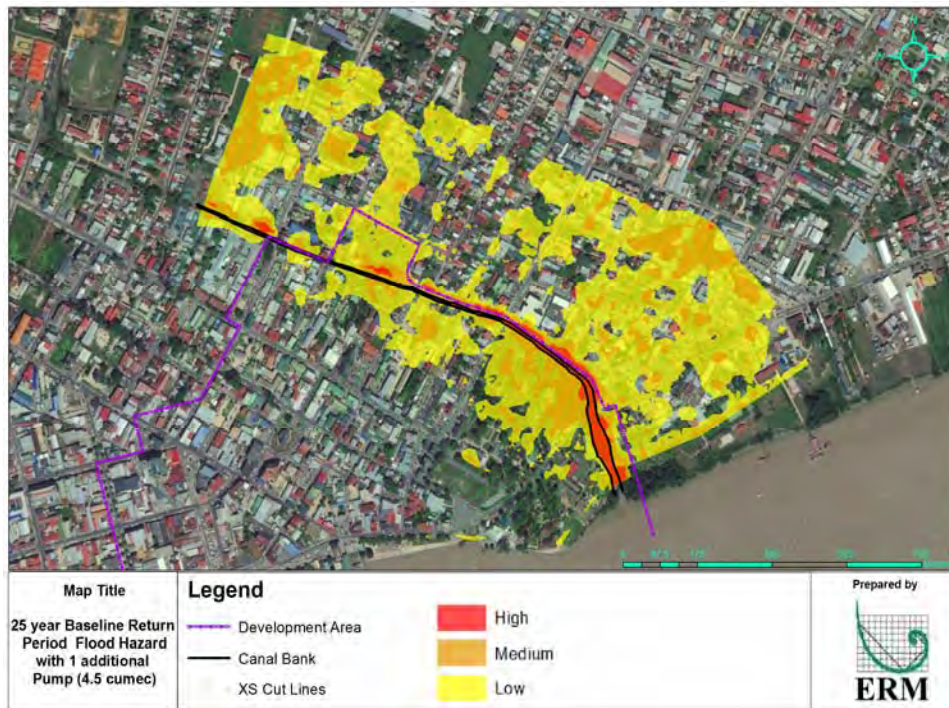 Map Title
25 year Baseline Return
Period Flood Hazard
with 1 additional
Pump (4.5 cumec)
Legend
Development Area
Canal Bank
XS Cut Lines
High
Medium
Low
Prepared by
ERM